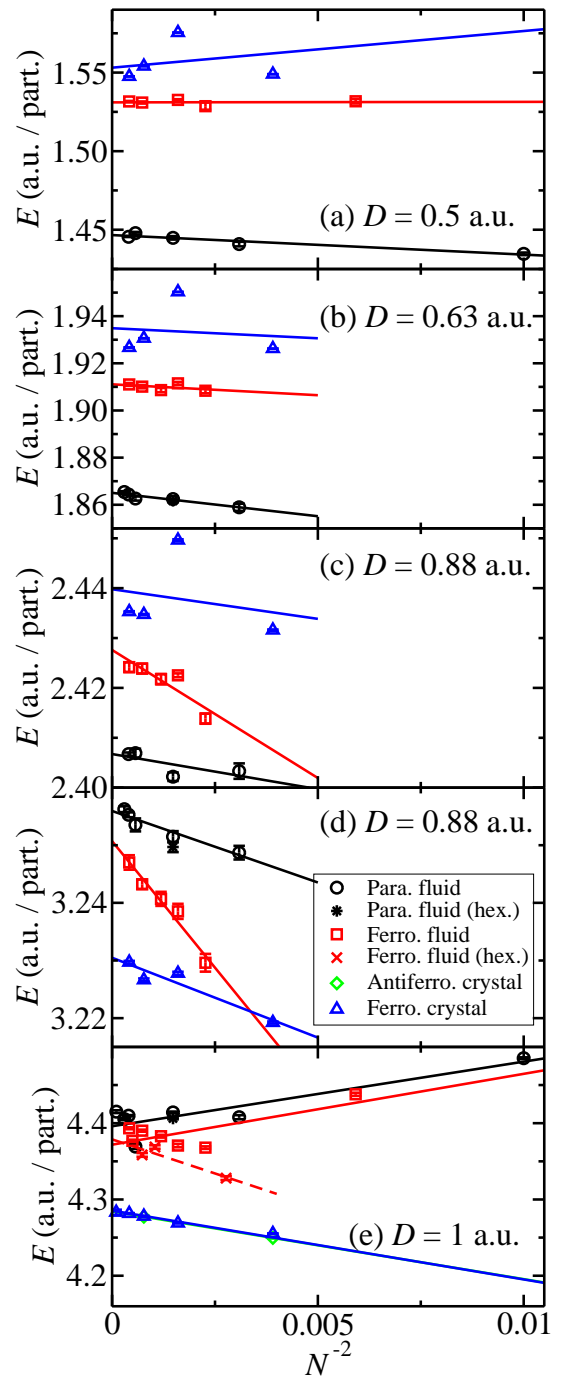 1.55
1.50
1.45
E (a.u. / part.)
(a) D = 0.5 a.u.
1.94
1.92
1.90
1.88
1.86
E (a.u. / part.)
(b) D = 0.63 a.u.
2.44
2.42
2.40
E (a.u. / part.)
(c) D = 0.88 a.u.
3.24
3.22
E (a.u. / part.)
(d) D = 0.88 a.u.
Para. fluid
Para. fluid (hex.)
Ferro. fluid
Ferro. fluid (hex.)
Antiferro. crystal
Ferro. crystal
4.4
4.3
4.2
E (a.u. / part.)
(e) D = 1 a.u.
0 0.005 0.01
N⁻²